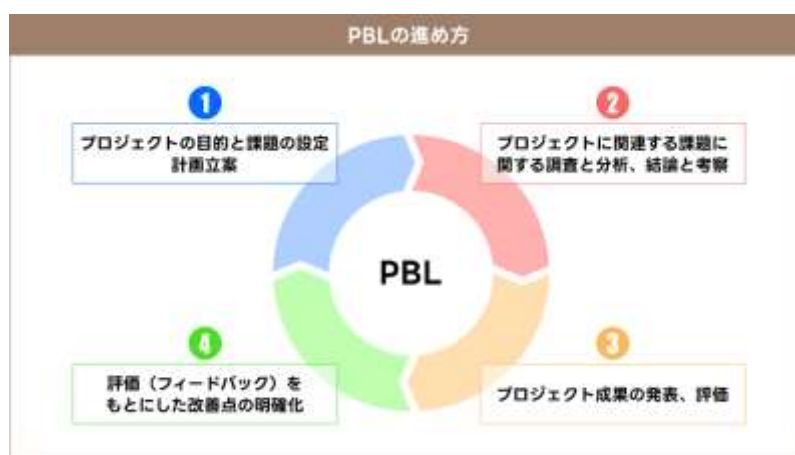 PBLの進め方
1
プロジェクトの目的と課題の設定
計画立案
2
プロジェクトに関連する課題に
関する調査と分析、結論と考察
PBL
4
評価（フィードバック）を
もとにした改善点の明確化
3
プロジェクト成果の発表、評価